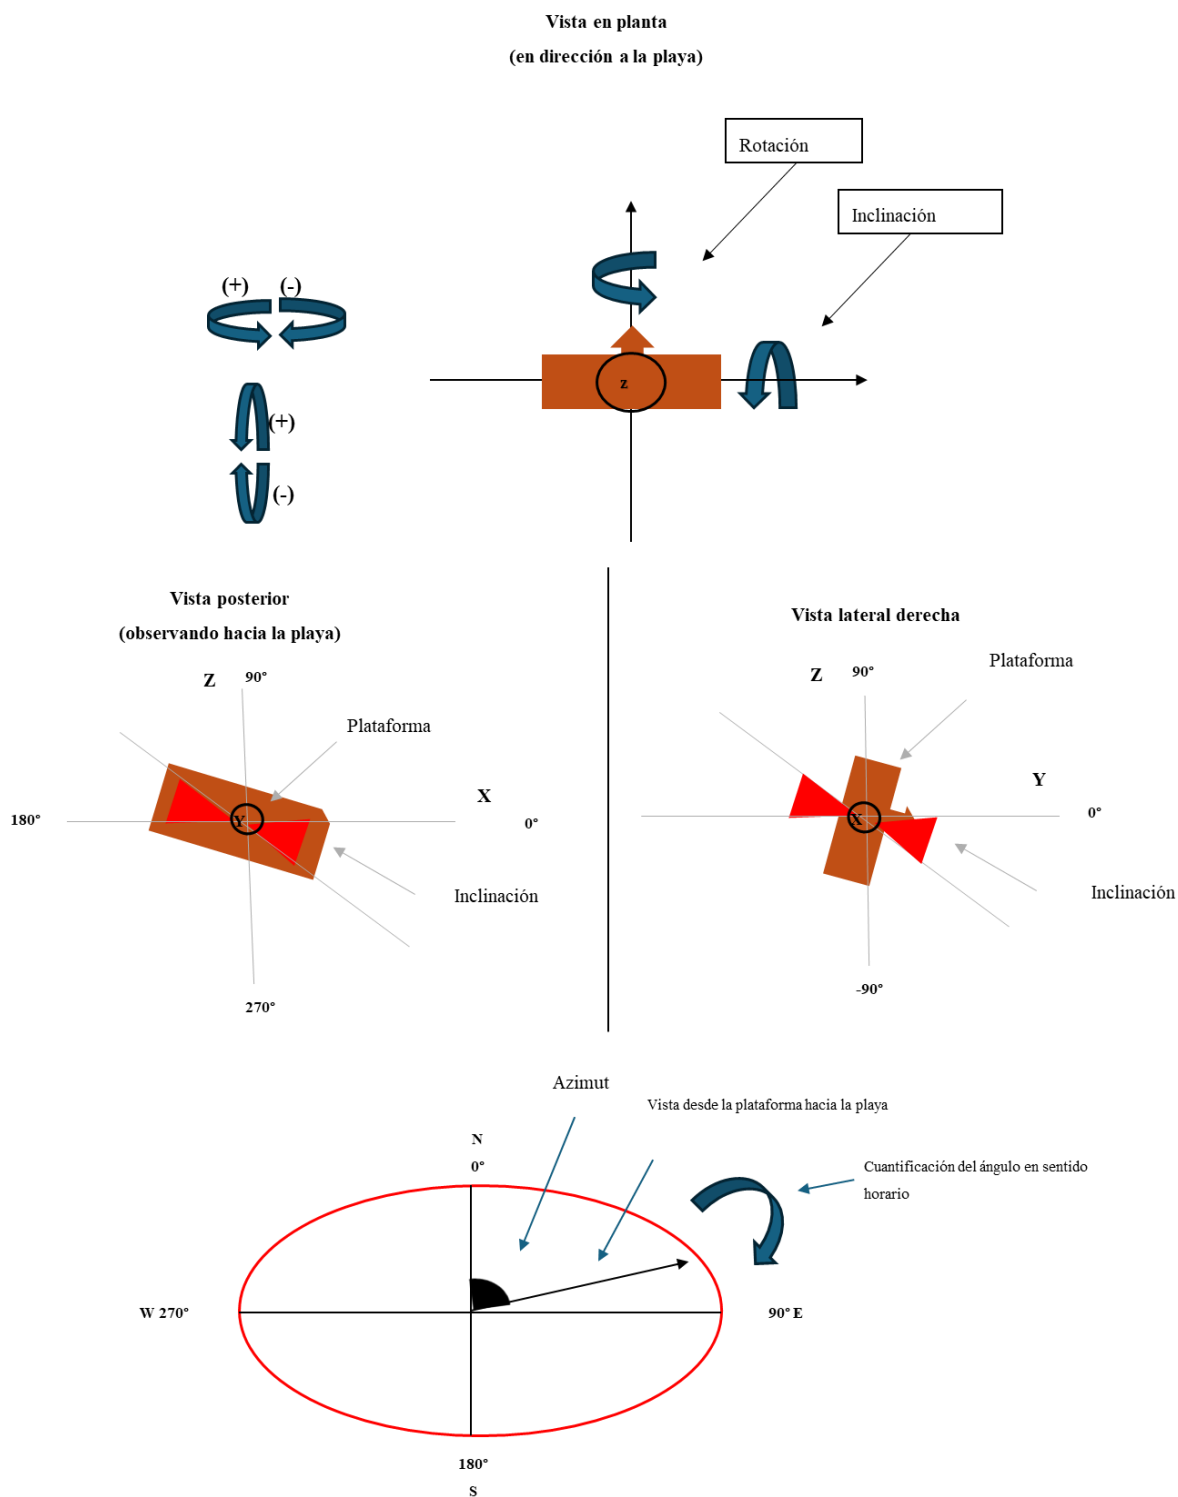 Vista en planta
(en dirección a la playa)
Rotación
Inclinación
(+) (-)
z
(+)
(-)
Vista posterior
(observando hacia la playa)
Z 90°
Plataforma
X
Y
180°
0°
Inclinación
270°
Vista lateral derecha
Plataforma
Z 90°
Y
0°
X
Inclinación
-90°
Azimut
Vista desde la plataforma hacia la playa
N
0°
Cuantificación del ángulo en sentido
horario
W 270°
90° E
180°
S